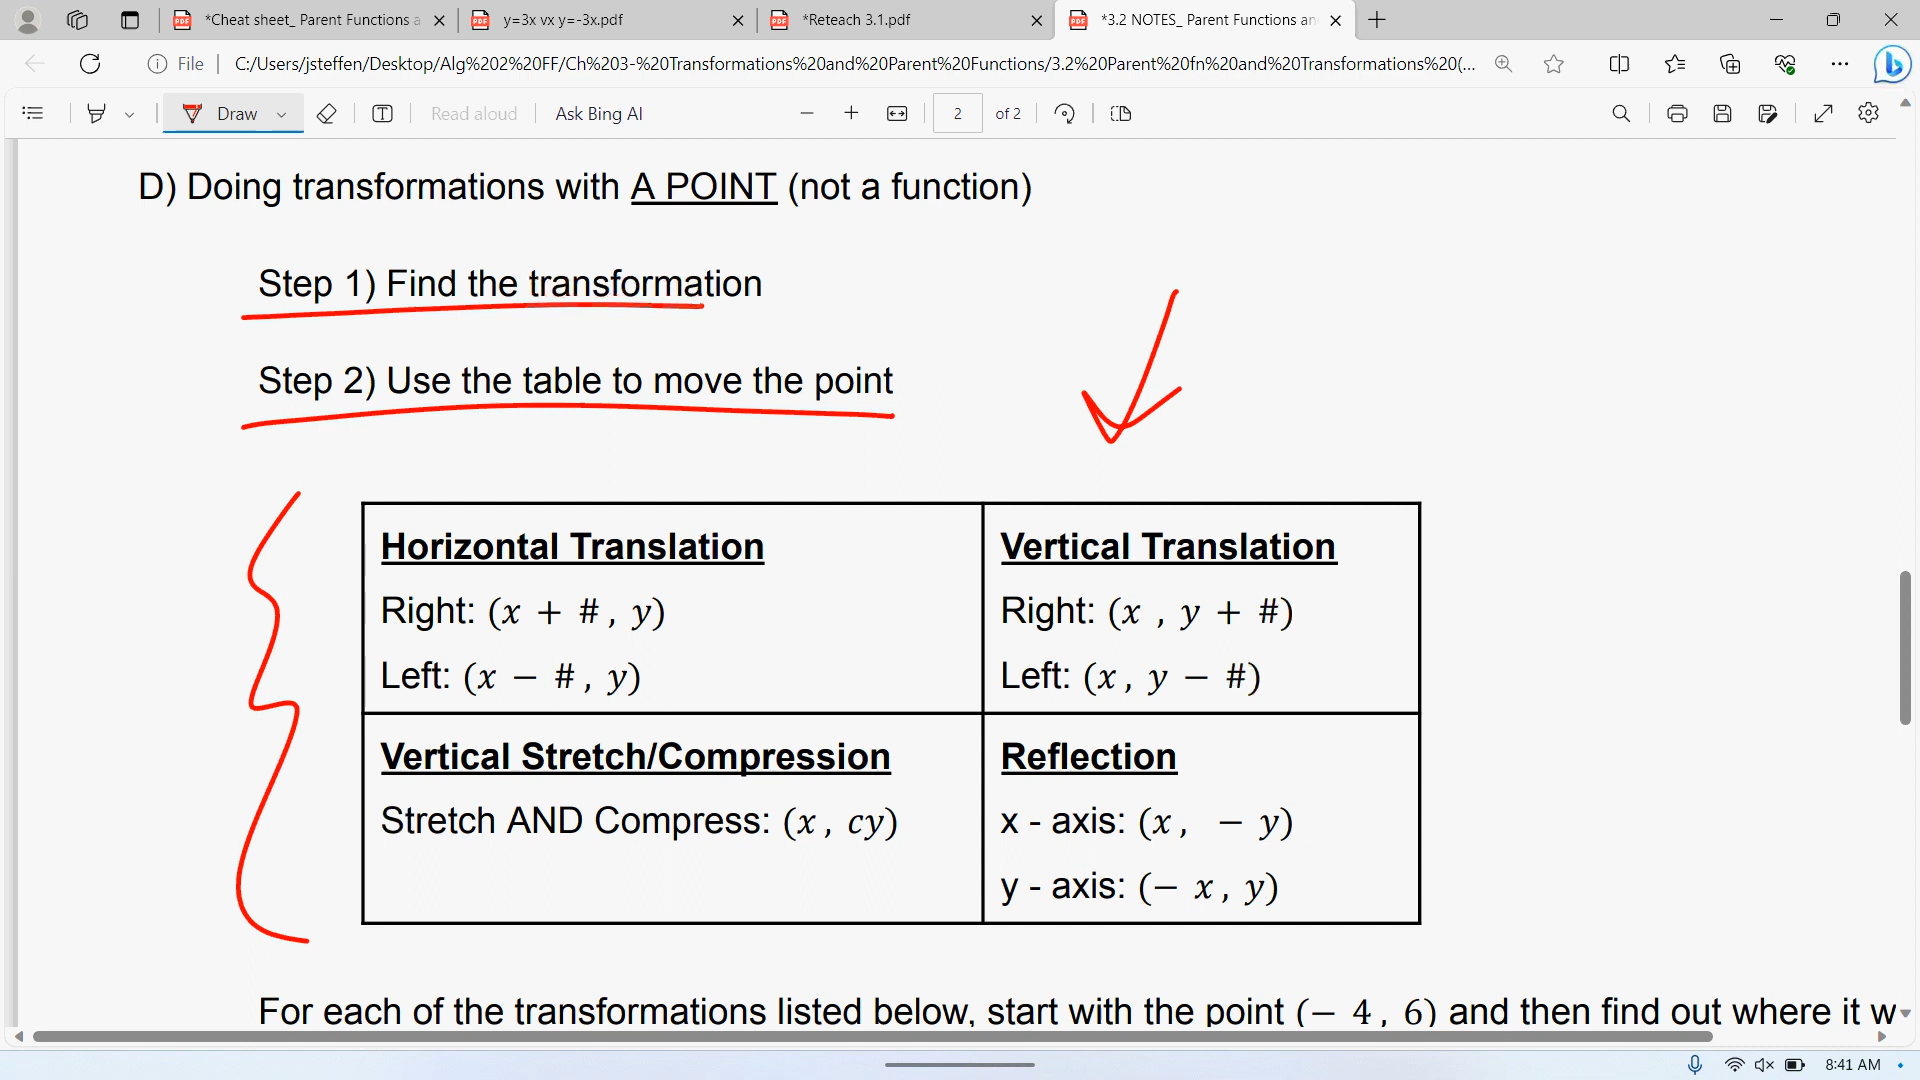 *Cheat sheet_ Parent Functions a
y=3x vx y=-3x.pdf
*Reteach 3.1.pdf
*3.2 NOTES_ Parent Functions an
File
C:/Users/jsteffen/Desktop/Alg%202%20FF/Ch%203-%20Transformations%20and%20Parent%20Functions/3.2%20Parent%20fn%20and%20Transformations%20(...
Draw
Read aloud
Ask Bing AI
2
of 2
D) Doing transformations with A POINT (not a function)
Step 1) Find the transformation
Step 2) Use the table to move the point
Horizontal Translation
Right: (x + #, y)
Left: (x − #, y)
Vertical Translation
Right: (x , y + #)
Left: (x, y − #)
Vertical Stretch/Compression
Stretch AND Compress: (x, cy)
Reflection
x - axis: (x, − y)
y - axis: (− x, y)
For each of the transformations listed below, start with the point (− 4, 6) and then find out where it w
8:41 AM